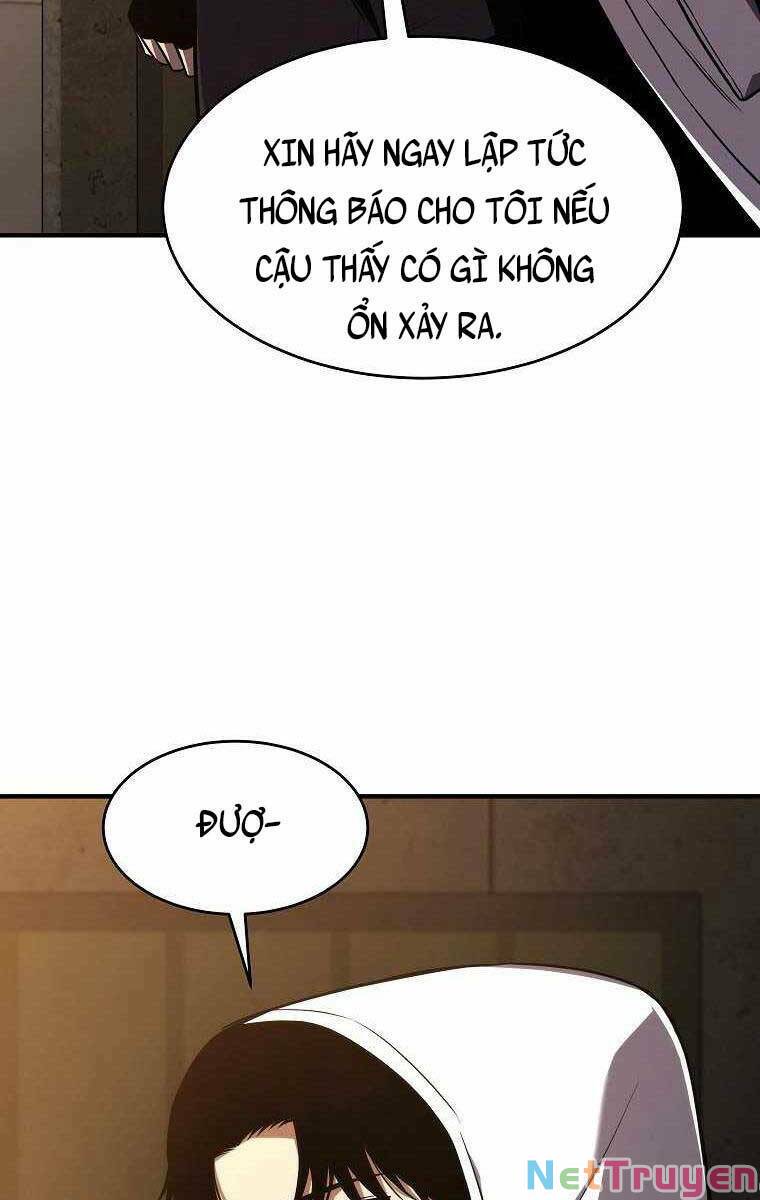 XIN HÃY NGAY LẬP TỨC
THÔNG BÁO CHO TÔI NẾU
CẬU THẤY CÓ GÌ KHÔNG
ỔN XẢY RA.
ĐƯỢ-
NetTruyen